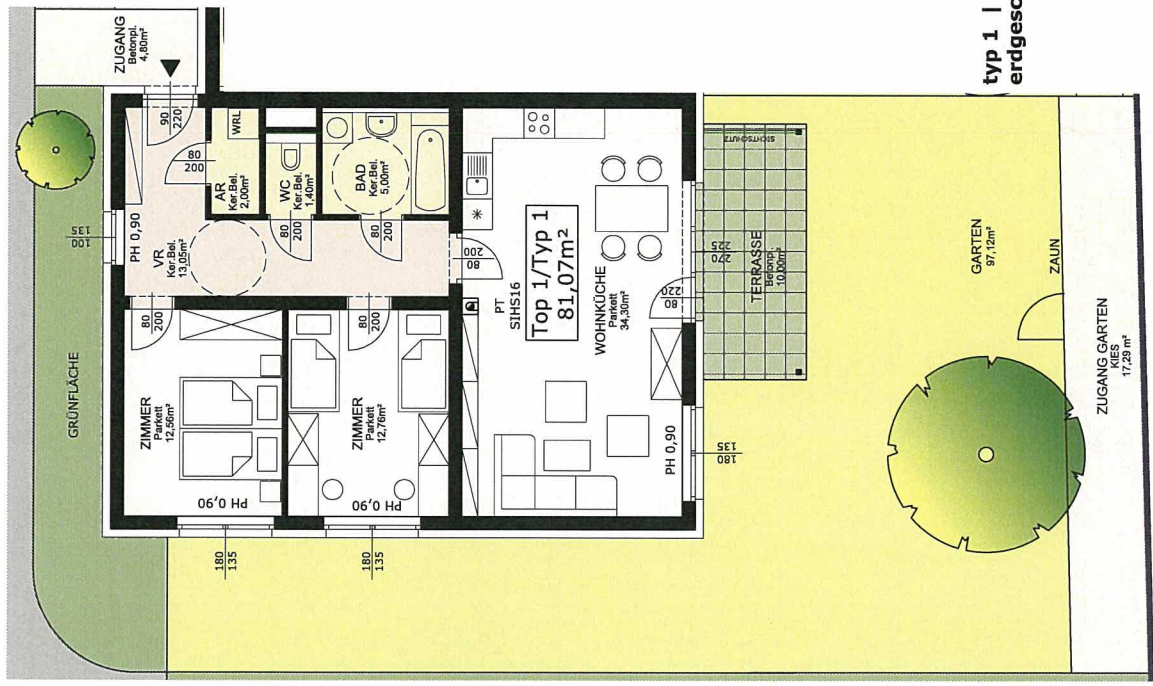 ZUGANG
Betonpl.
4,80m²
GRÜNFLÄCHE
90
220
135
100
PH 0,90
VR
Ker.Bel.
13,05m²
80
200
AR
Ker.Bel.
2,00m²
WRL
WC
Ker.Bel.
1,40m²
80
200
BAD
Ker.Bel.
5,00m²
80
200
80
200
ZIMMER
Parkett
12,56m²
PH 0,90
180
135
80
200
ZIMMER
Parkett
12,76m²
PH 0,90
180
135
80
200
PT
SIHS16
Top 1/Typ 1
81,07m²
WOHNKÜCHE
Parkett
34,30m²
PH 0,90
180
135
80
220
270
225
TERRASSE
Betonpl.
10,00m²
SICHTSCHUTZ
GARTEN
97,12m²
ZAUN
ZUGANG GARTEN
KIES
17,29 m²
typ 1 |
erdgesc